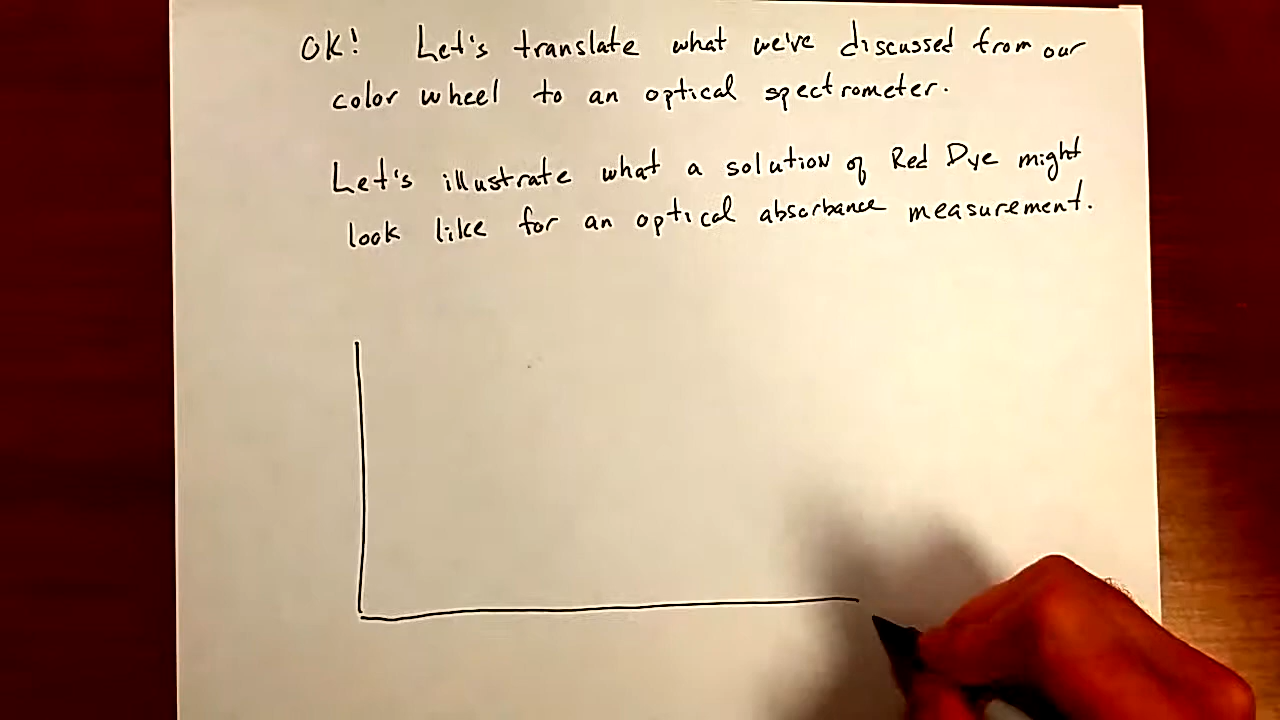 OK! Let's translate what we've discussed from our
color wheel to an optical spectrometer.
Let's illustrate what a solution of Red Dye might
look like for an optical absorbance measurement.